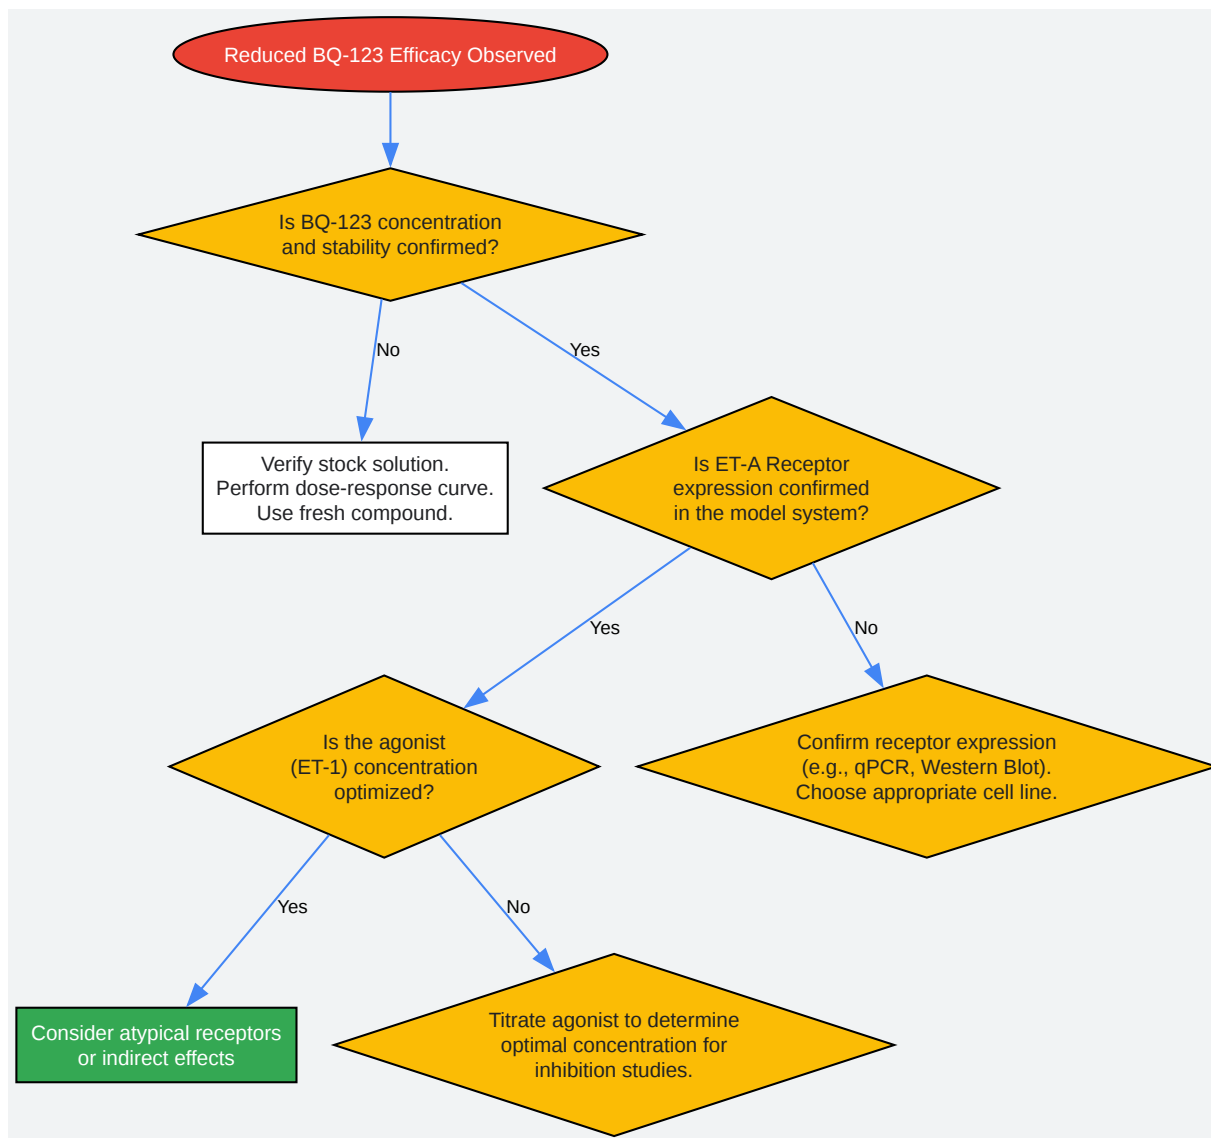 Reduced BQ-123 Efficacy Observed
Is BQ-123 concentration
and stability confirmed?
No
Yes
Verify stock solution.
Perform dose-response curve.
Use fresh compound.
Is ET-A Receptor
expression confirmed
in the model system?
Yes
No
Is the agonist
(ET-1) concentration
optimized?
Confirm receptor expression
(e.g., qPCR, Western Blot).
Choose appropriate cell line.
Yes
No
Consider atypical receptors
or indirect effects
Titrate agonist to determine
optimal concentration for
inhibition studies.